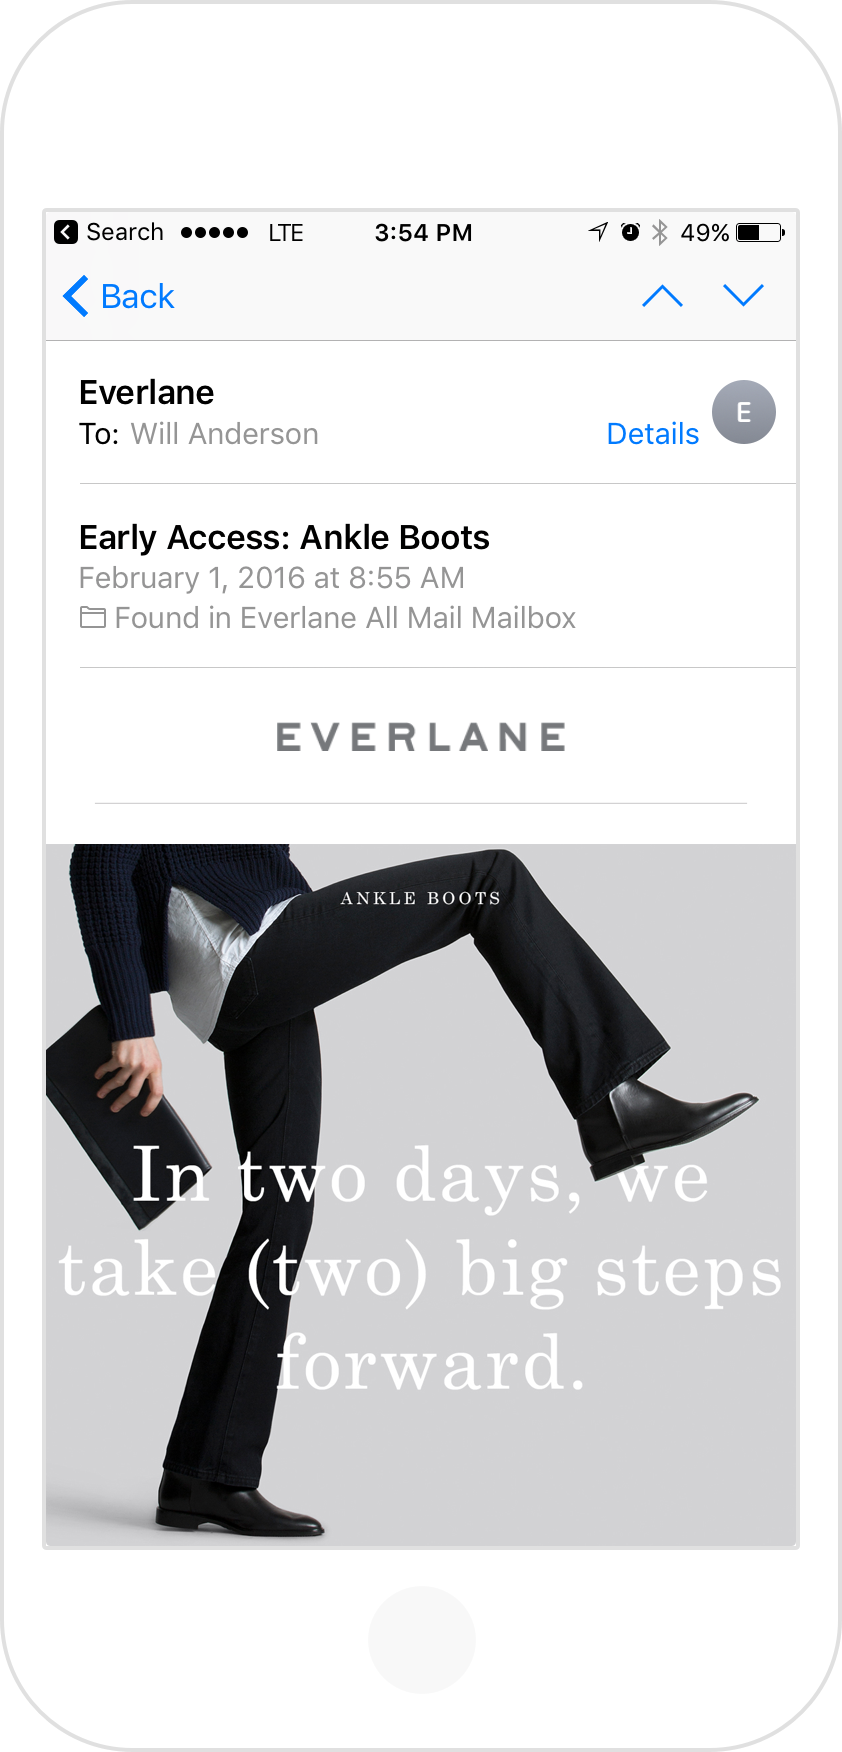 Search LTE 3:54 PM 49%
Back
Everlane
To: Will Anderson Details E
Early Access: Ankle Boots
February 1, 2016 at 8:55 AM
Found in Everlane All Mail Mailbox
EVERLANE
ANKLE BOOTS
In two days, we
take (two) big steps
forward.